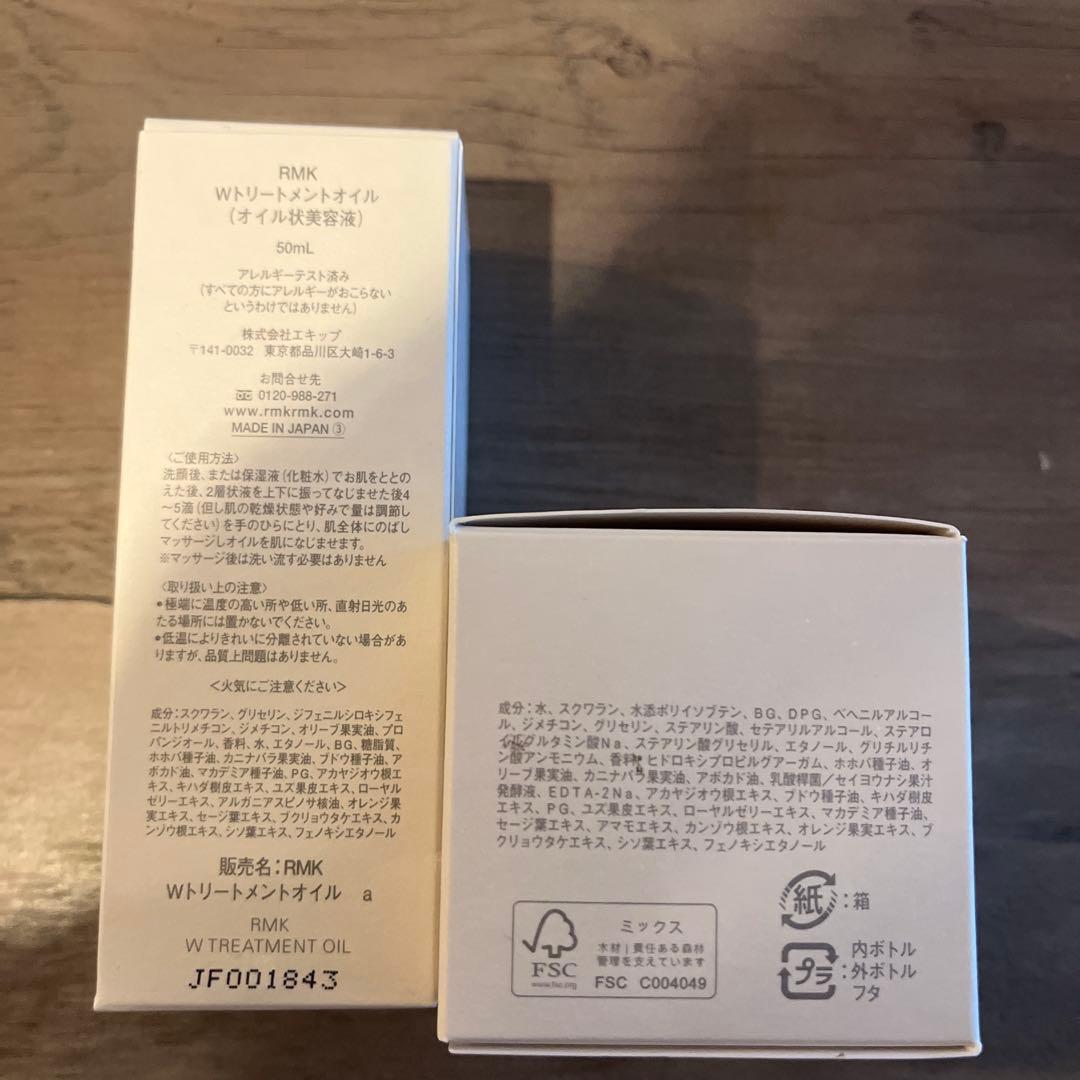 RMK
Wトリートメントオイル
(オイル状美容液)
50mL
アレルギーテスト済み
(すべての方にアレルギーがおこらない
というわけではありません)
株式会社エキップ
〒141-0032 東京都品川区大崎1-6-3
お問合せ先
0120-988-271
www.rmkrmk.com
MADE IN JAPAN ③
〈ご使用方法〉
洗顔後、または保湿液(化粧水)でお肌をととの
えた後、2層状液を上下に振ってなじませた後4
~5滴(但し肌の乾燥状態や好みで量は調節し
てください)を手のひらにとり、肌全体にのばし
マッサージしオイルを肌になじませます。
※マッサージ後は洗い流す必要はありません
〈取り扱い上の注意〉
●極端に温度の高い所や低い所、直射日光のあ
たる場所には置かないでください。
●低温によりきれいに分離されていない場合があ
りますが、品質上問題はありません。
<火気にご注意ください>
成分:スクワラン、グリセリン、ジフェニルシロキシフェ
ニルトリメチコン、ジメチコン、オリーブ果実油、プロ
パンジオール、香料、水、エタノール、BG、糖脂質、
ホホバ種子油、カニナバラ果実油、ブドウ種子油、ア
ボカド油、マカデミア種子油、PG、アカヤジオウ根エ
キス、キハダ樹皮エキス、ユズ果皮エキス、ローヤル
ゼリーエキス、アルガニアスピノサ核油、オレンジ果
実エキス、セージ葉エキス、ブクリョウタケエキス、カ
ンゾウ根エキス、シソ葉エキス、フェノキシエタノール
販売名:RMK
Wトリートメントオイル a
RMK
W TREATMENT OIL
JF001843
成分:水、スクワラン、水添ポリイソブテン、BG、DPG、ベヘニルアルコー
ル、ジメチコン、グリセリン、ステアリン酸、セテアリルアルコール、ステアロ
イルグルタミン酸Na、ステアリン酸グリセリル、エタノール、グリチルリチ
ン酸アンモニウム、香料、ヒドロキシプロピルグアーガム、ホホバ種子油、オ
リーブ果実油、カニナバラ果実油、アボカド油、乳酸桿菌/セイヨウナシ果汁
発酵液、EDTA-2Na、アカヤジオウ根エキス、ブドウ種子油、キハダ樹皮
エキス、PG、ユズ果皮エキス、ローヤルゼリーエキス、マカデミア種子油、
セージ葉エキス、アマモエキス、カンゾウ根エキス、オレンジ果実エキス、ブ
クリョウタケエキス、シソ葉エキス、フェノキシエタノール
紙:箱
プラ:内ボトル
外ボトル
フタ
FSC
www.fsc.org
ミックス
木材|責任ある森林
管理を支えています
FSC C004049